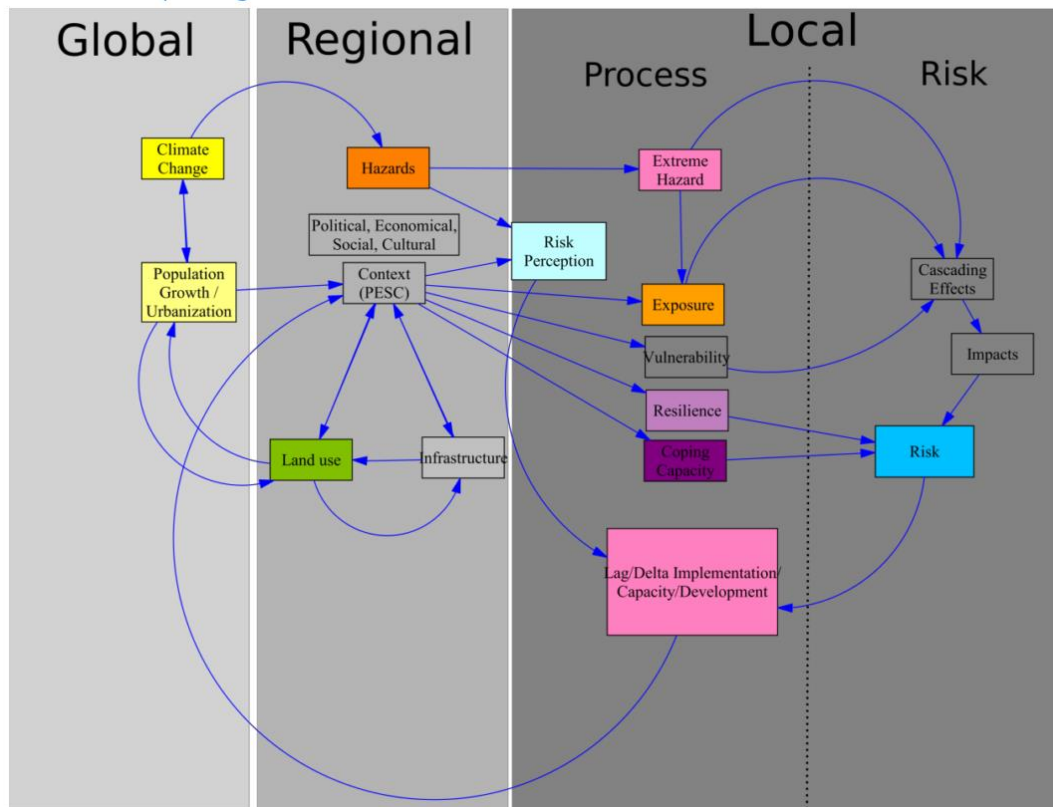 Global
Regional
Local
Process
Risk
Climate
Change
Hazards
Extreme
Hazard
Political, Economical,
Social, Cultural
Risk
Perception
Population
Growth /
Urbanization
Context
(PESC)
Exposure
Cascading
Effects
Vulnerability
Impacts
Resilience
Land use
Infrastructure
Coping
Capacity
Risk
Lag/Delta Implementation/
Capacity/Development